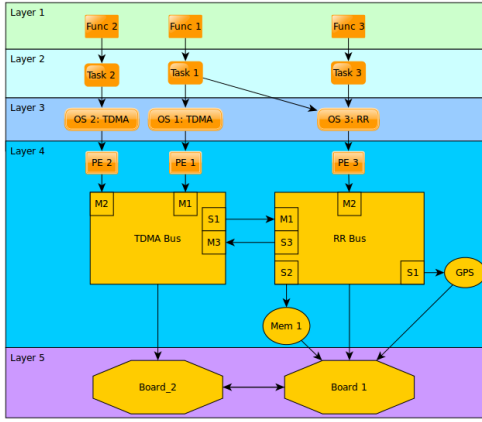 Layer 1
Func 2
Func 1
Func 3
Layer 2
Task 2
Task 1
Task 3
Layer 3
OS 2: TDMA
OS 1: TDMA
OS 3: RR
Layer 4
PE 2
PE 1
PE 3
M2
M1
M2
S1
M1
TDMA Bus
M3
S3
RR Bus
S2
S1
GPS
Mem 1
Layer 5
Board_2
Board 1